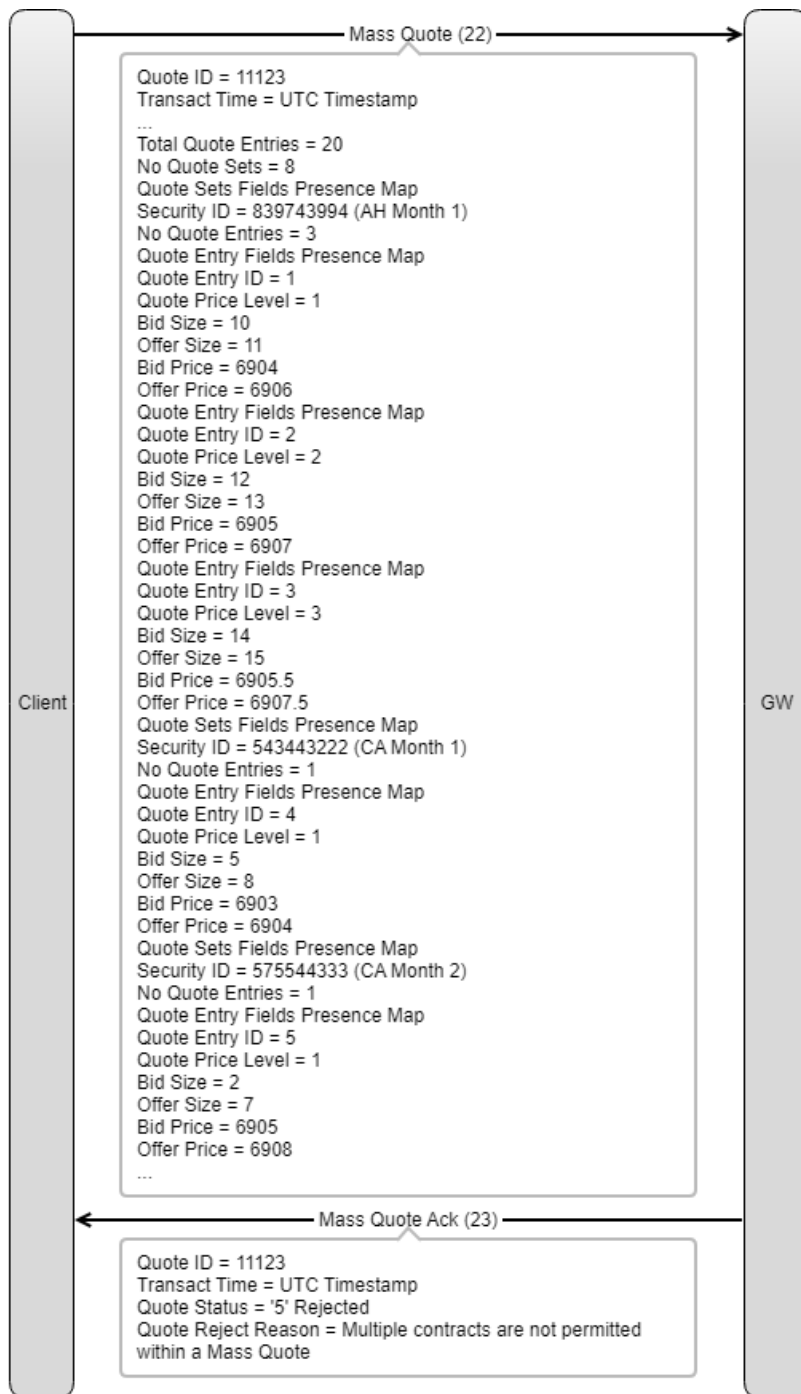 Mass Quote (22)
Quote ID = 11123
Transact Time = UTC Timestamp
...
Total Quote Entries = 20
No Quote Sets = 8
Quote Sets Fields Presence Map
Security ID = 839743994 (AH Month 1)
No Quote Entries = 3
Quote Entry Fields Presence Map
Quote Entry ID = 1
Quote Price Level = 1
Bid Size = 10
Offer Size = 11
Bid Price = 6904
Offer Price = 6906
Quote Entry Fields Presence Map
Quote Entry ID = 2
Quote Price Level = 2
Bid Size = 12
Offer Size = 13
Bid Price = 6905
Offer Price = 6907
Quote Entry Fields Presence Map
Quote Entry ID = 3
Quote Price Level = 3
Bid Size = 14
Offer Size = 15
Bid Price = 6905.5
Offer Price = 6907.5
Quote Sets Fields Presence Map
Security ID = 543443222 (CA Month 1)
No Quote Entries = 1
Quote Entry Fields Presence Map
Quote Entry ID = 4
Quote Price Level = 1
Bid Size = 5
Offer Size = 8
Bid Price = 6903
Offer Price = 6904
Quote Sets Fields Presence Map
Security ID = 575544333 (CA Month 2)
No Quote Entries = 1
Quote Entry Fields Presence Map
Quote Entry ID = 5
Quote Price Level = 1
Bid Size = 2
Offer Size = 7
Bid Price = 6905
Offer Price = 6908
...
Client
GW
Mass Quote Ack (23)
Quote ID = 11123
Transact Time = UTC Timestamp
Quote Status = '5' Rejected
Quote Reject Reason = Multiple contracts are not permitted
within a Mass Quote